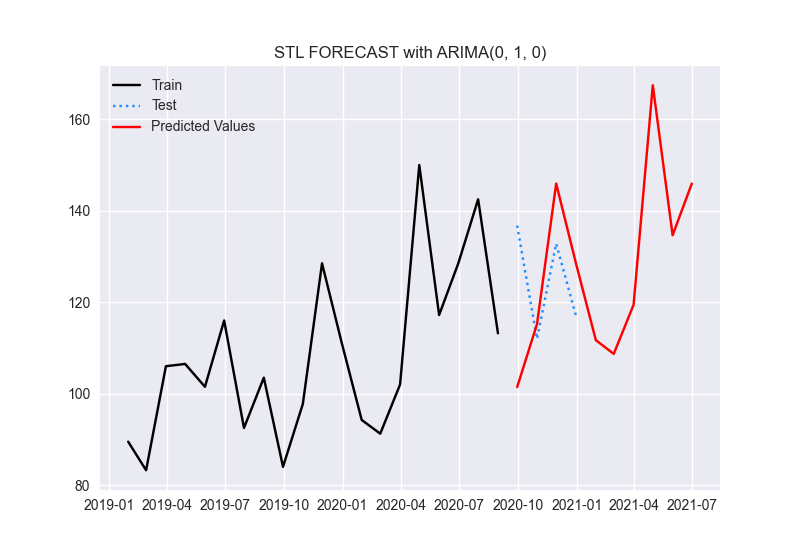 STL FORECAST with ARIMA(0, 1, 0)
Train
Test
Predicted Values
160
140
120
100
80
2019-01 2019-04 2019-07 2019-10 2020-01 2020-04 2020-07 2020-10 2021-01 2021-04 2021-07